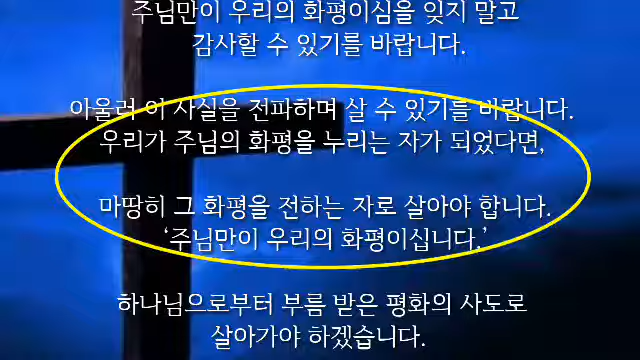 주님만이 우리의 화평이심을 잊지 말고
감사할 수 있기를 바랍니다.
아울러 이 사실을 전파하며 살 수 있기를 바랍니다.
우리가 주님의 화평을 누리는 자가 되었다면,
마땅히 그 화평을 전하는 자로 살아야 합니다.
‘주님만이 우리의 화평이십니다.’
하나님으로부터 부름 받은 평화의 사도로
살아가야 하겠습니다.